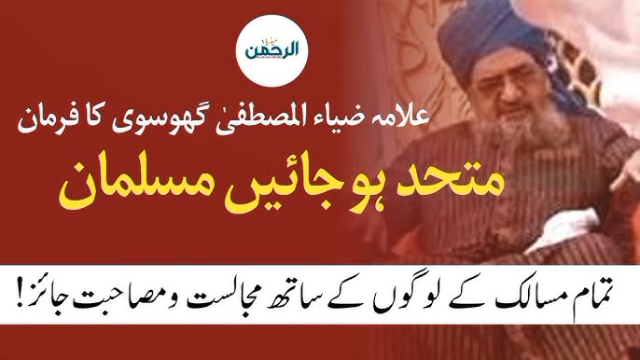 الرحمٰن
علامہ ضیاء المصطفیٰ گھوسوی کا فرمان
متحد ہو جائیں مسلمان
تمام مسالک کے لوگوں کے ساتھ مجالست و مصاحبت جائز!